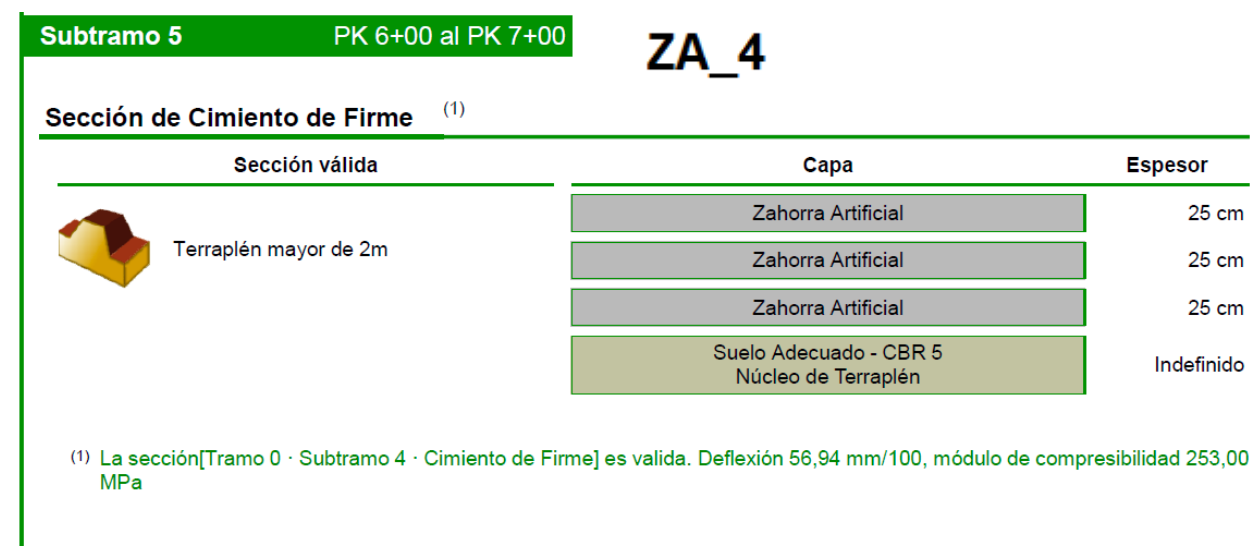 Subtramo 5 PK 6+00 al PK 7+00 ZA_4
Sección de Cimiento de Firme (1)
Sección válida Capa Espesor
Zahorra Artificial 25 cm
Terraplén mayor de 2m
Zahorra Artificial 25 cm
Zahorra Artificial 25 cm
Suelo Adecuado - CBR 5
Núcleo de Terraplén
Indefinido
(1) La sección[Tramo 0 · Subtramo 4 · Cimiento de Firme] es valida. Deflexión 56,94 mm/100, módulo de compresibilidad 253,00
MPa